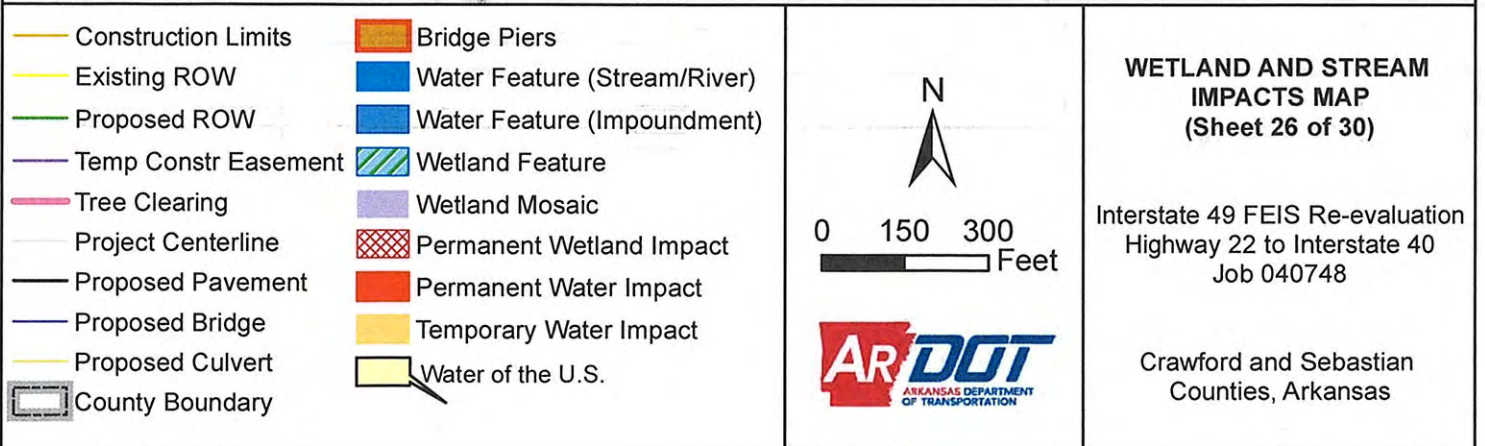 Construction Limits
Existing ROW
Proposed ROW
Temp Constr Easement
Tree Clearing
Project Centerline
Proposed Pavement
Proposed Bridge
Proposed Culvert
County Boundary
Bridge Piers
Water Feature (Stream/River)
Water Feature (Impoundment)
Wetland Feature
Wetland Mosaic
Permanent Wetland Impact
Permanent Water Impact
Temporary Water Impact
Water of the U.S.
N
0 150 300
Feet
ARDOT
ARKANSAS DEPARTMENT
OF TRANSPORTATION
WETLAND AND STREAM
IMPACTS MAP
(Sheet 26 of 30)
Interstate 49 FEIS Re-evaluation
Highway 22 to Interstate 40
Job 040748
Crawford and Sebastian
Counties, Arkansas